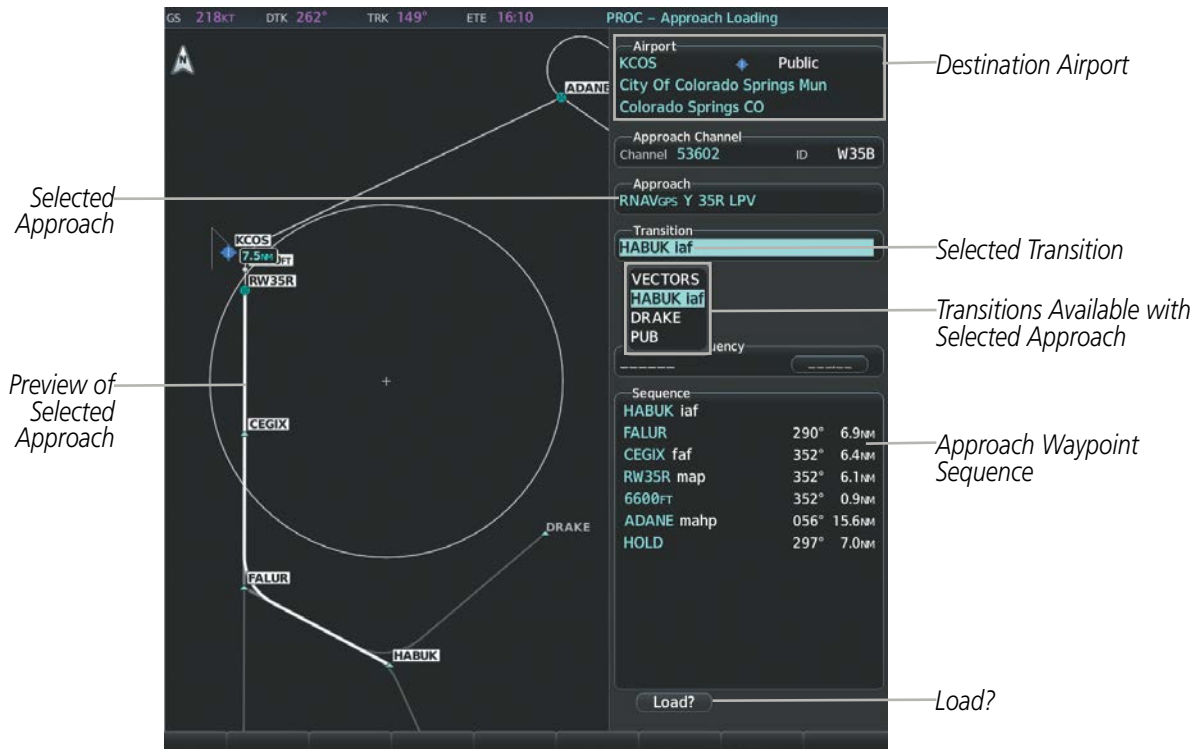 GS 218KT DTK 262° TRK 149° ETE 16:10 PROC – Approach Loading
Airport
KCOS Public
City Of Colorado Springs Mun
Colorado Springs CO
Destination Airport
Approach Channel
Channel 53602 ID W35B
Selected
Approach
Approach
RNAVGPS Y 35R LPV
Transition
HABUK iaf
Selected Transition
VECTORS
HABUK iaf
DRAKE
PUB
Transitions Available with
Selected Approach
______ ___.__
Sequence
HABUK iaf
FALUR 290° 6.9NM
CEGIX faf 352° 6.4NM
RW35R map 352° 6.1NM
6600FT 352° 0.9NM
ADANE mahp 056° 15.6NM
HOLD 297° 7.0NM
Approach Waypoint
Sequence
Load?
Load?
N
ADANE
KCOS
7.5NM FT
RW35R
Preview of
Selected
Approach
CEGIX
DRAKE
FALUR
HABUK